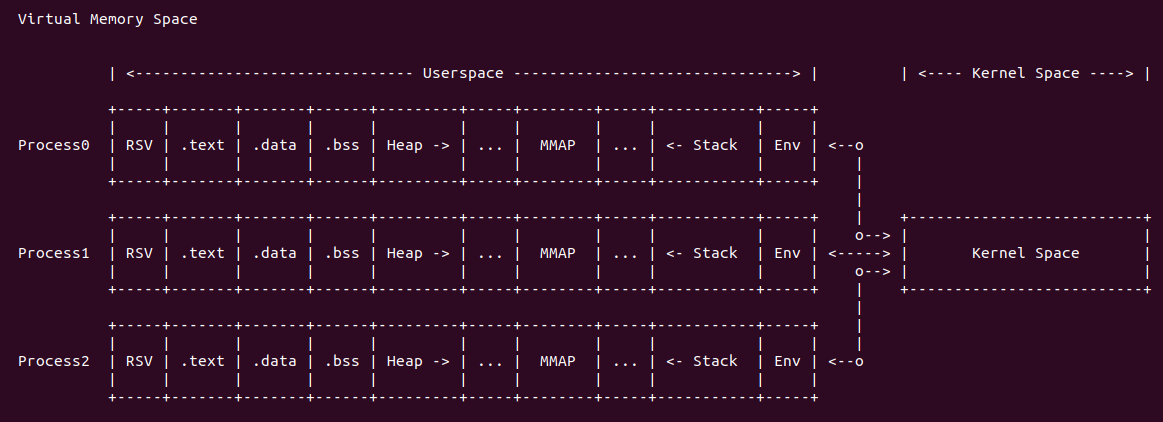 Virtual Memory Space
| <------------------------------- Userspace -------------------------------> |         | <---- Kernel Space ----> |
          +-----+-------+-------+------+---------+-----+--------+-----+-----------+-----+
          |     |       |       |      |         |     |        |     |           |     |
Process0  | RSV | .text | .data | .bss | Heap -> | ... |  MMAP  | ... | <- Stack  | Env | <--o
          |     |       |       |      |         |     |        |     |           |     |    |
          +-----+-------+-------+------+---------+-----+--------+-----+-----------+-----+    |
                                                                                             |
          +-----+-------+-------+------+---------+-----+--------+-----+-----------+-----+    |    +--------------------------+
          |     |       |       |      |         |     |        |     |           |     |    o--> |                          |
Process1  | RSV | .text | .data | .bss | Heap -> | ... |  MMAP  | ... | <- Stack  | Env | <-----> |       Kernel Space       |
          |     |       |       |      |         |     |        |     |           |     |    o--> |                          |
          +-----+-------+-------+------+---------+-----+--------+-----+-----------+-----+    |    +--------------------------+
                                                                                             |
          +-----+-------+-------+------+---------+-----+--------+-----+-----------+-----+    |
          |     |       |       |      |         |     |        |     |           |     |    |
Process2  | RSV | .text | .data | .bss | Heap -> | ... |  MMAP  | ... | <- Stack  | Env | <--o
          |     |       |       |      |         |     |        |     |           |     |
          +-----+-------+-------+------+---------+-----+--------+-----+-----------+-----+